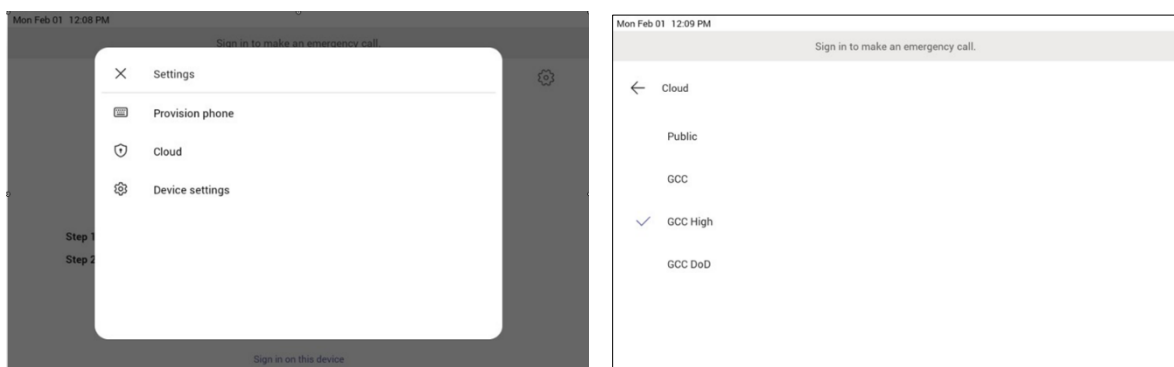 Mon Feb 01 12:08 PM
Sign in to make an emergency call.
Settings
Provision phone
Cloud
Device settings
Step 1
Step 2
Sign in on this device
Mon Feb 01 12:09 PM
Sign in to make an emergency call.
Cloud
Public
GCC
GCC High
GCC DoD